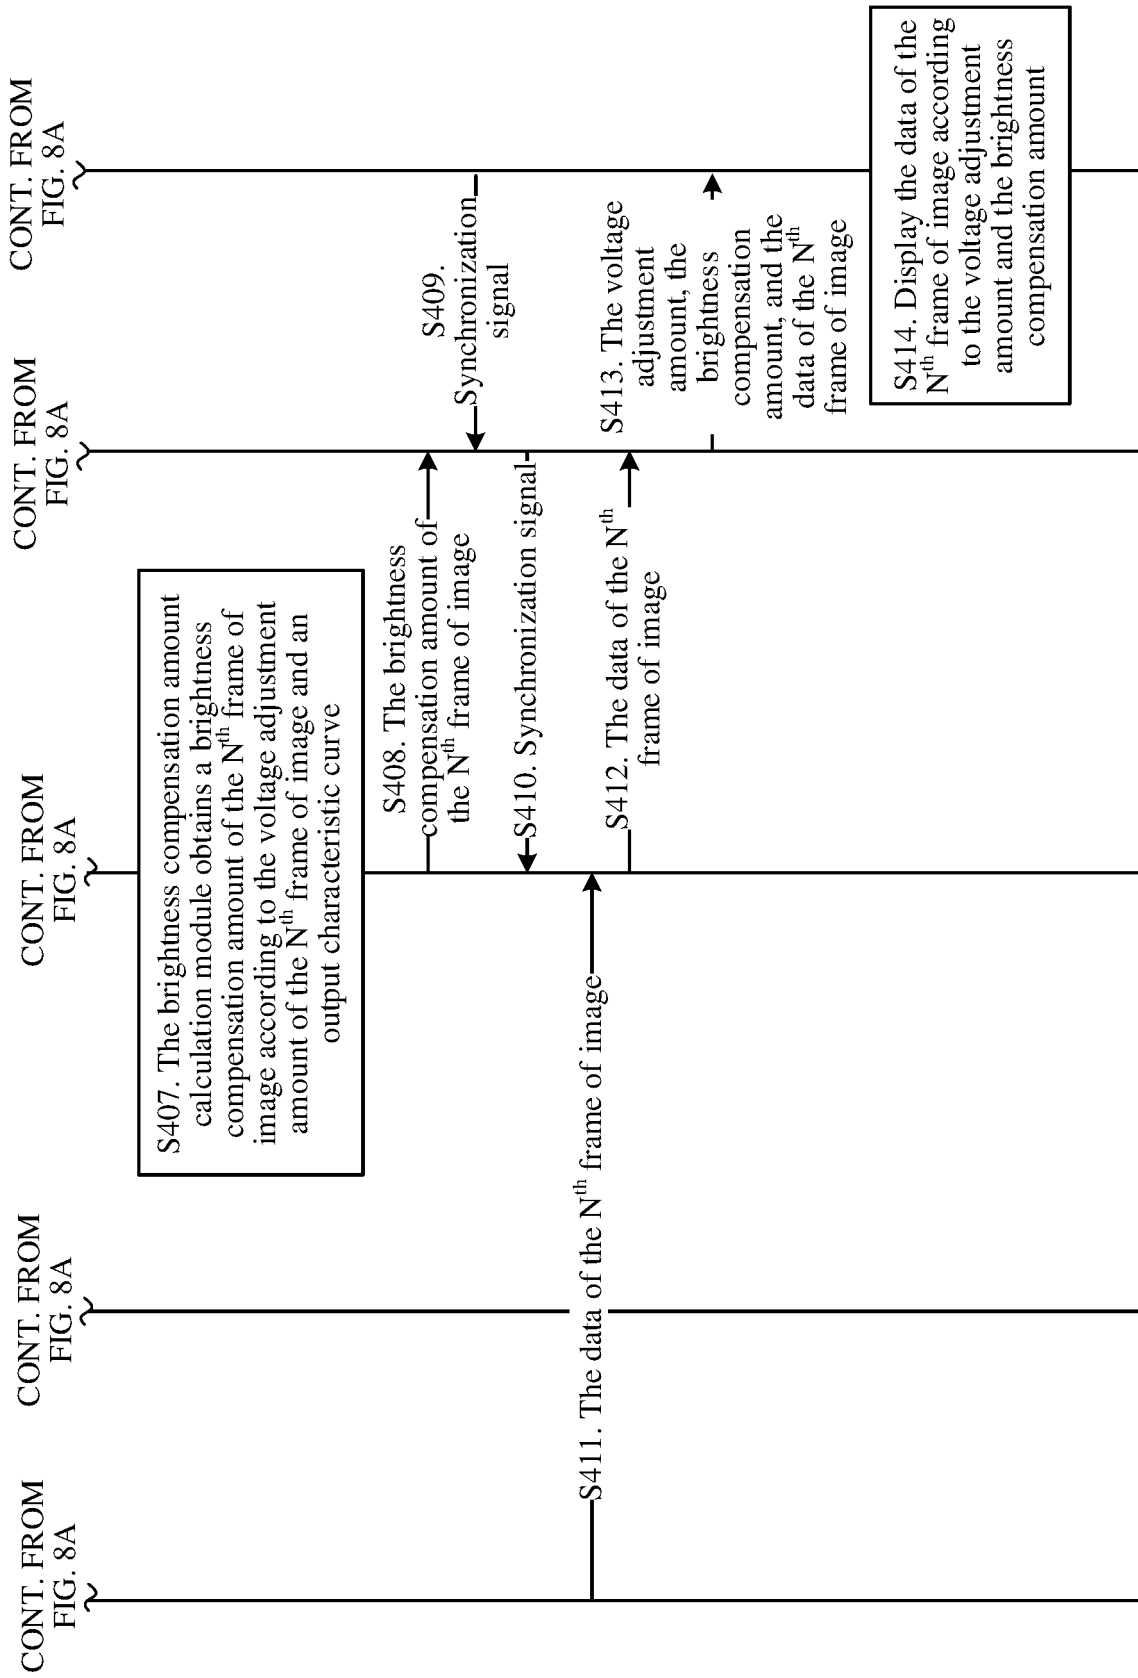 CONT. FROM
FIG. 8A
CONT. FROM
FIG. 8A
CONT. FROM
FIG. 8A
CONT. FROM
FIG. 8A
CONT. FROM
FIG. 8A
S407. The brightness compensation amount
calculation module obtains a brightness
compensation amount of the Nth frame of
image according to the voltage adjustment
amount of the Nth frame of image and an
output characteristic curve
S408. The brightness
compensation amount of
the Nth frame of image
S409.
Synchronization
signal
S410. Synchronization signal
S411. The data of the Nth frame of image
S412. The data of the Nth
frame of image
S413. The voltage
adjustment
amount, the
brightness
compensation
amount, and the
data of the Nth
frame of image
S414. Display the data of the
Nth frame of image according
to the voltage adjustment
amount and the brightness
compensation amount